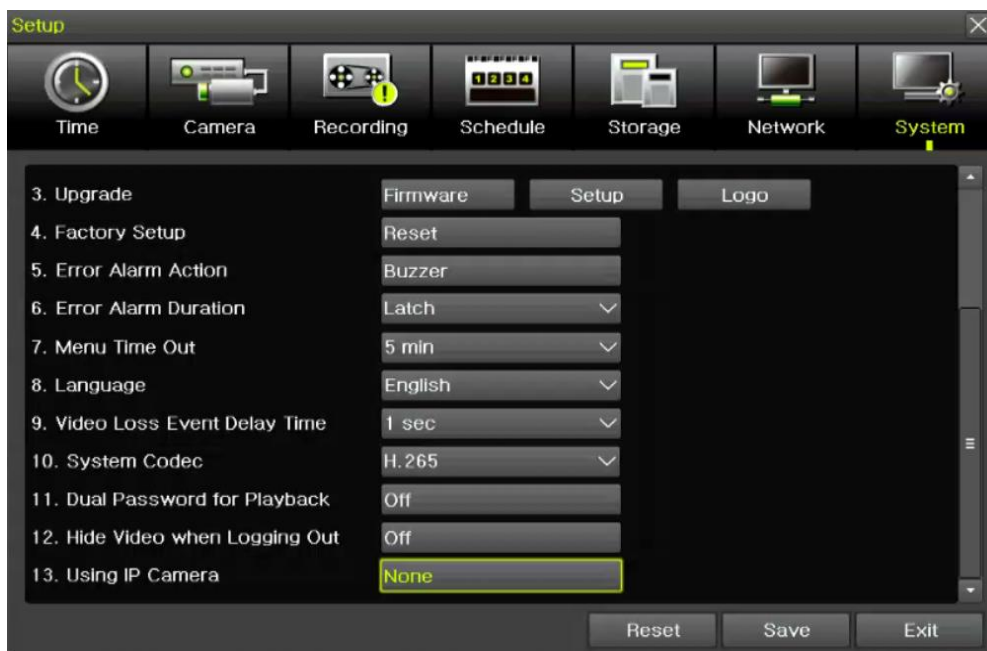 Setup
Time Camera Recording Schedule Storage Network System
1234
3. Upgrade Firmware Setup Logo
4. Factory Setup Reset
5. Error Alarm Action Buzzer
6. Error Alarm Duration Latch
7. Menu Time Out 5 min
8. Language English
9. Video Loss Event Delay Time 1 sec
10. System Codec H.265
11. Dual Password for Playback Off
12. Hide Video when Logging Out Off
13. Using IP Camera None
Reset Save Exit